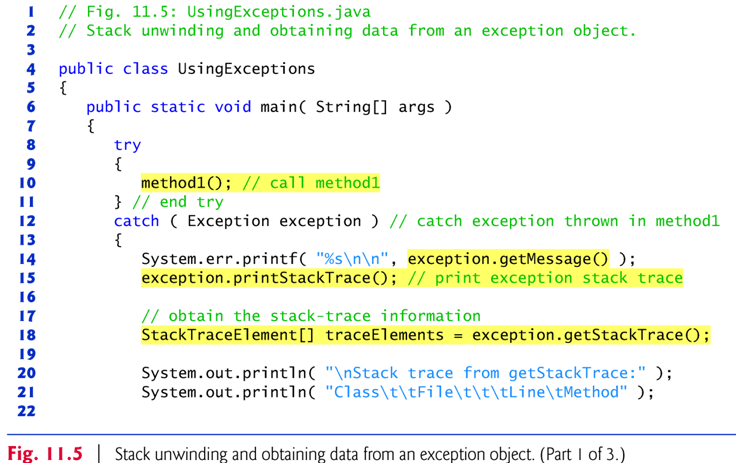 1 // Fig. 11.5: UsingExceptions.java
2 // Stack unwinding and obtaining data from an exception object.
3
4 public class UsingExceptions
5 {
6 public static void main( String[] args )
7 {
8 try
9 {
10 method1(); // call method1
11 } // end try
12 catch ( Exception exception ) // catch exception thrown in method1
13 {
14 System.err.printf( "%s\n\n", exception.getMessage() );
15 exception.printStackTrace(); // print exception stack trace
16
17 // obtain the stack-trace information
18 StackTraceElement[] traceElements = exception.getStackTrace();
19
20 System.out.println( "\nStack trace from getStackTrace:" );
21 System.out.println( "Class\t\tFile\t\t\tLine\tMethod" );
22
Fig. 11.5 | Stack unwinding and obtaining data from an exception object. (Part 1 of 3.)